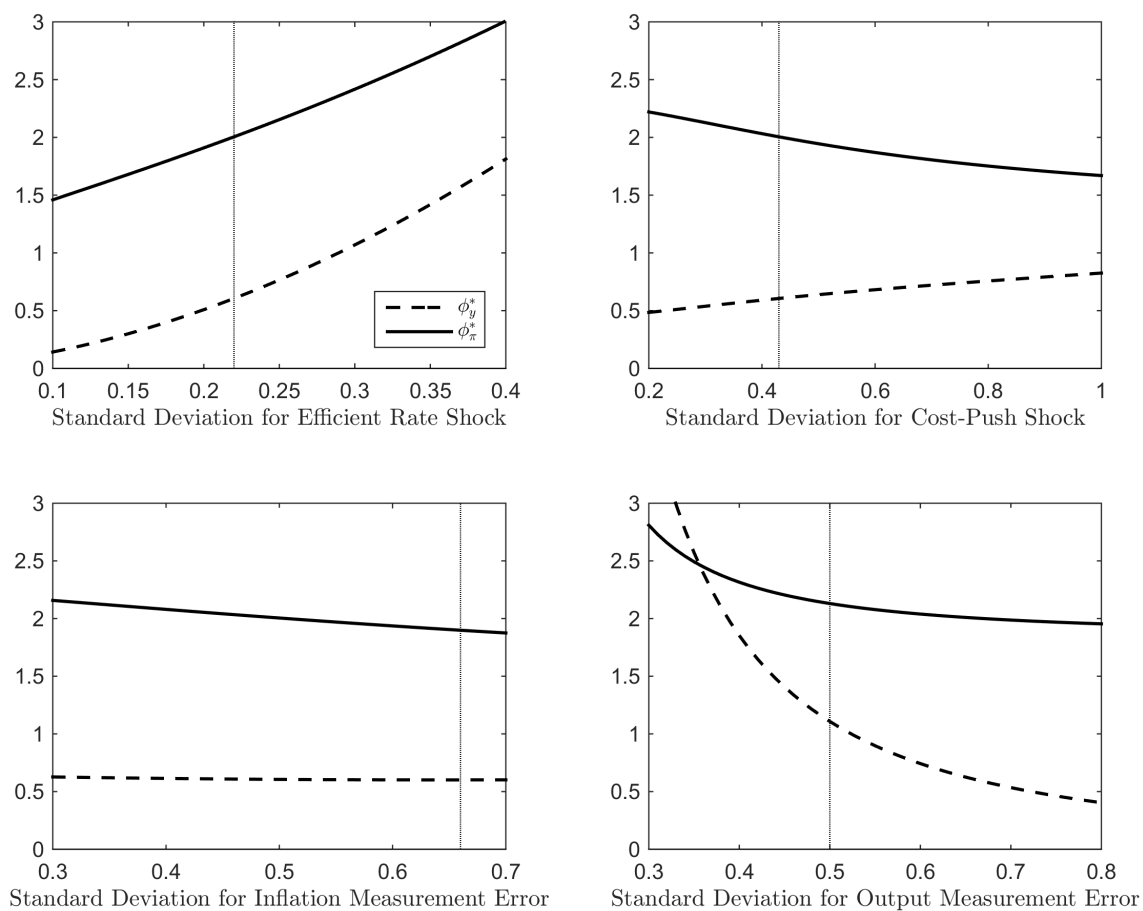 3
2.5
2
1.5
1
0.5
0
0.1 0.15 0.2 0.25 0.3 0.35 0.4
Standard Deviation for Efficient Rate Shock
ϕ*y
ϕ*π
3
2.5
2
1.5
1
0.5
0
0.2 0.4 0.6 0.8 1
Standard Deviation for Cost-Push Shock
3
2.5
2
1.5
1
0.5
0
0.3 0.4 0.5 0.6 0.7
Standard Deviation for Inflation Measurement Error
3
2.5
2
1.5
1
0.5
0
0.3 0.4 0.5 0.6 0.7 0.8
Standard Deviation for Output Measurement Error